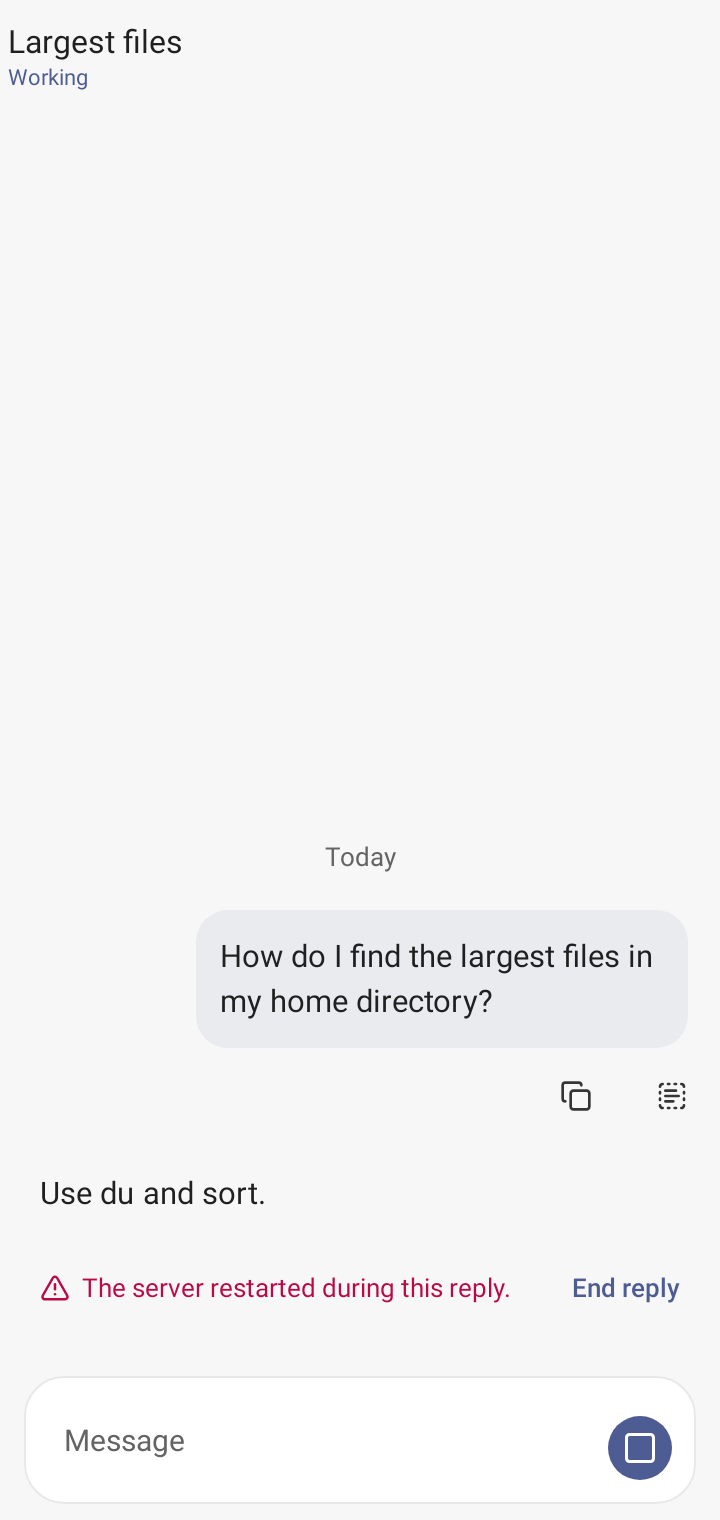 Largest files
Working
Today
How do I find the largest files in
my home directory?
Use du and sort.
The server restarted during this reply.
End reply
Message